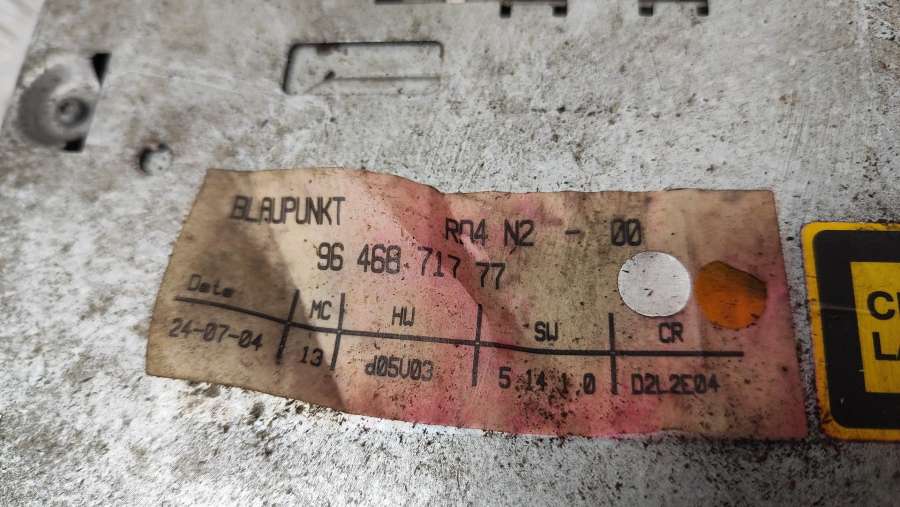 BLAUPUNKT RD4 N2 - 00
96 468 717 77
Date MC HW SW CR
24-07-04 13 d05V03 5.14 1.0 D2L2E04